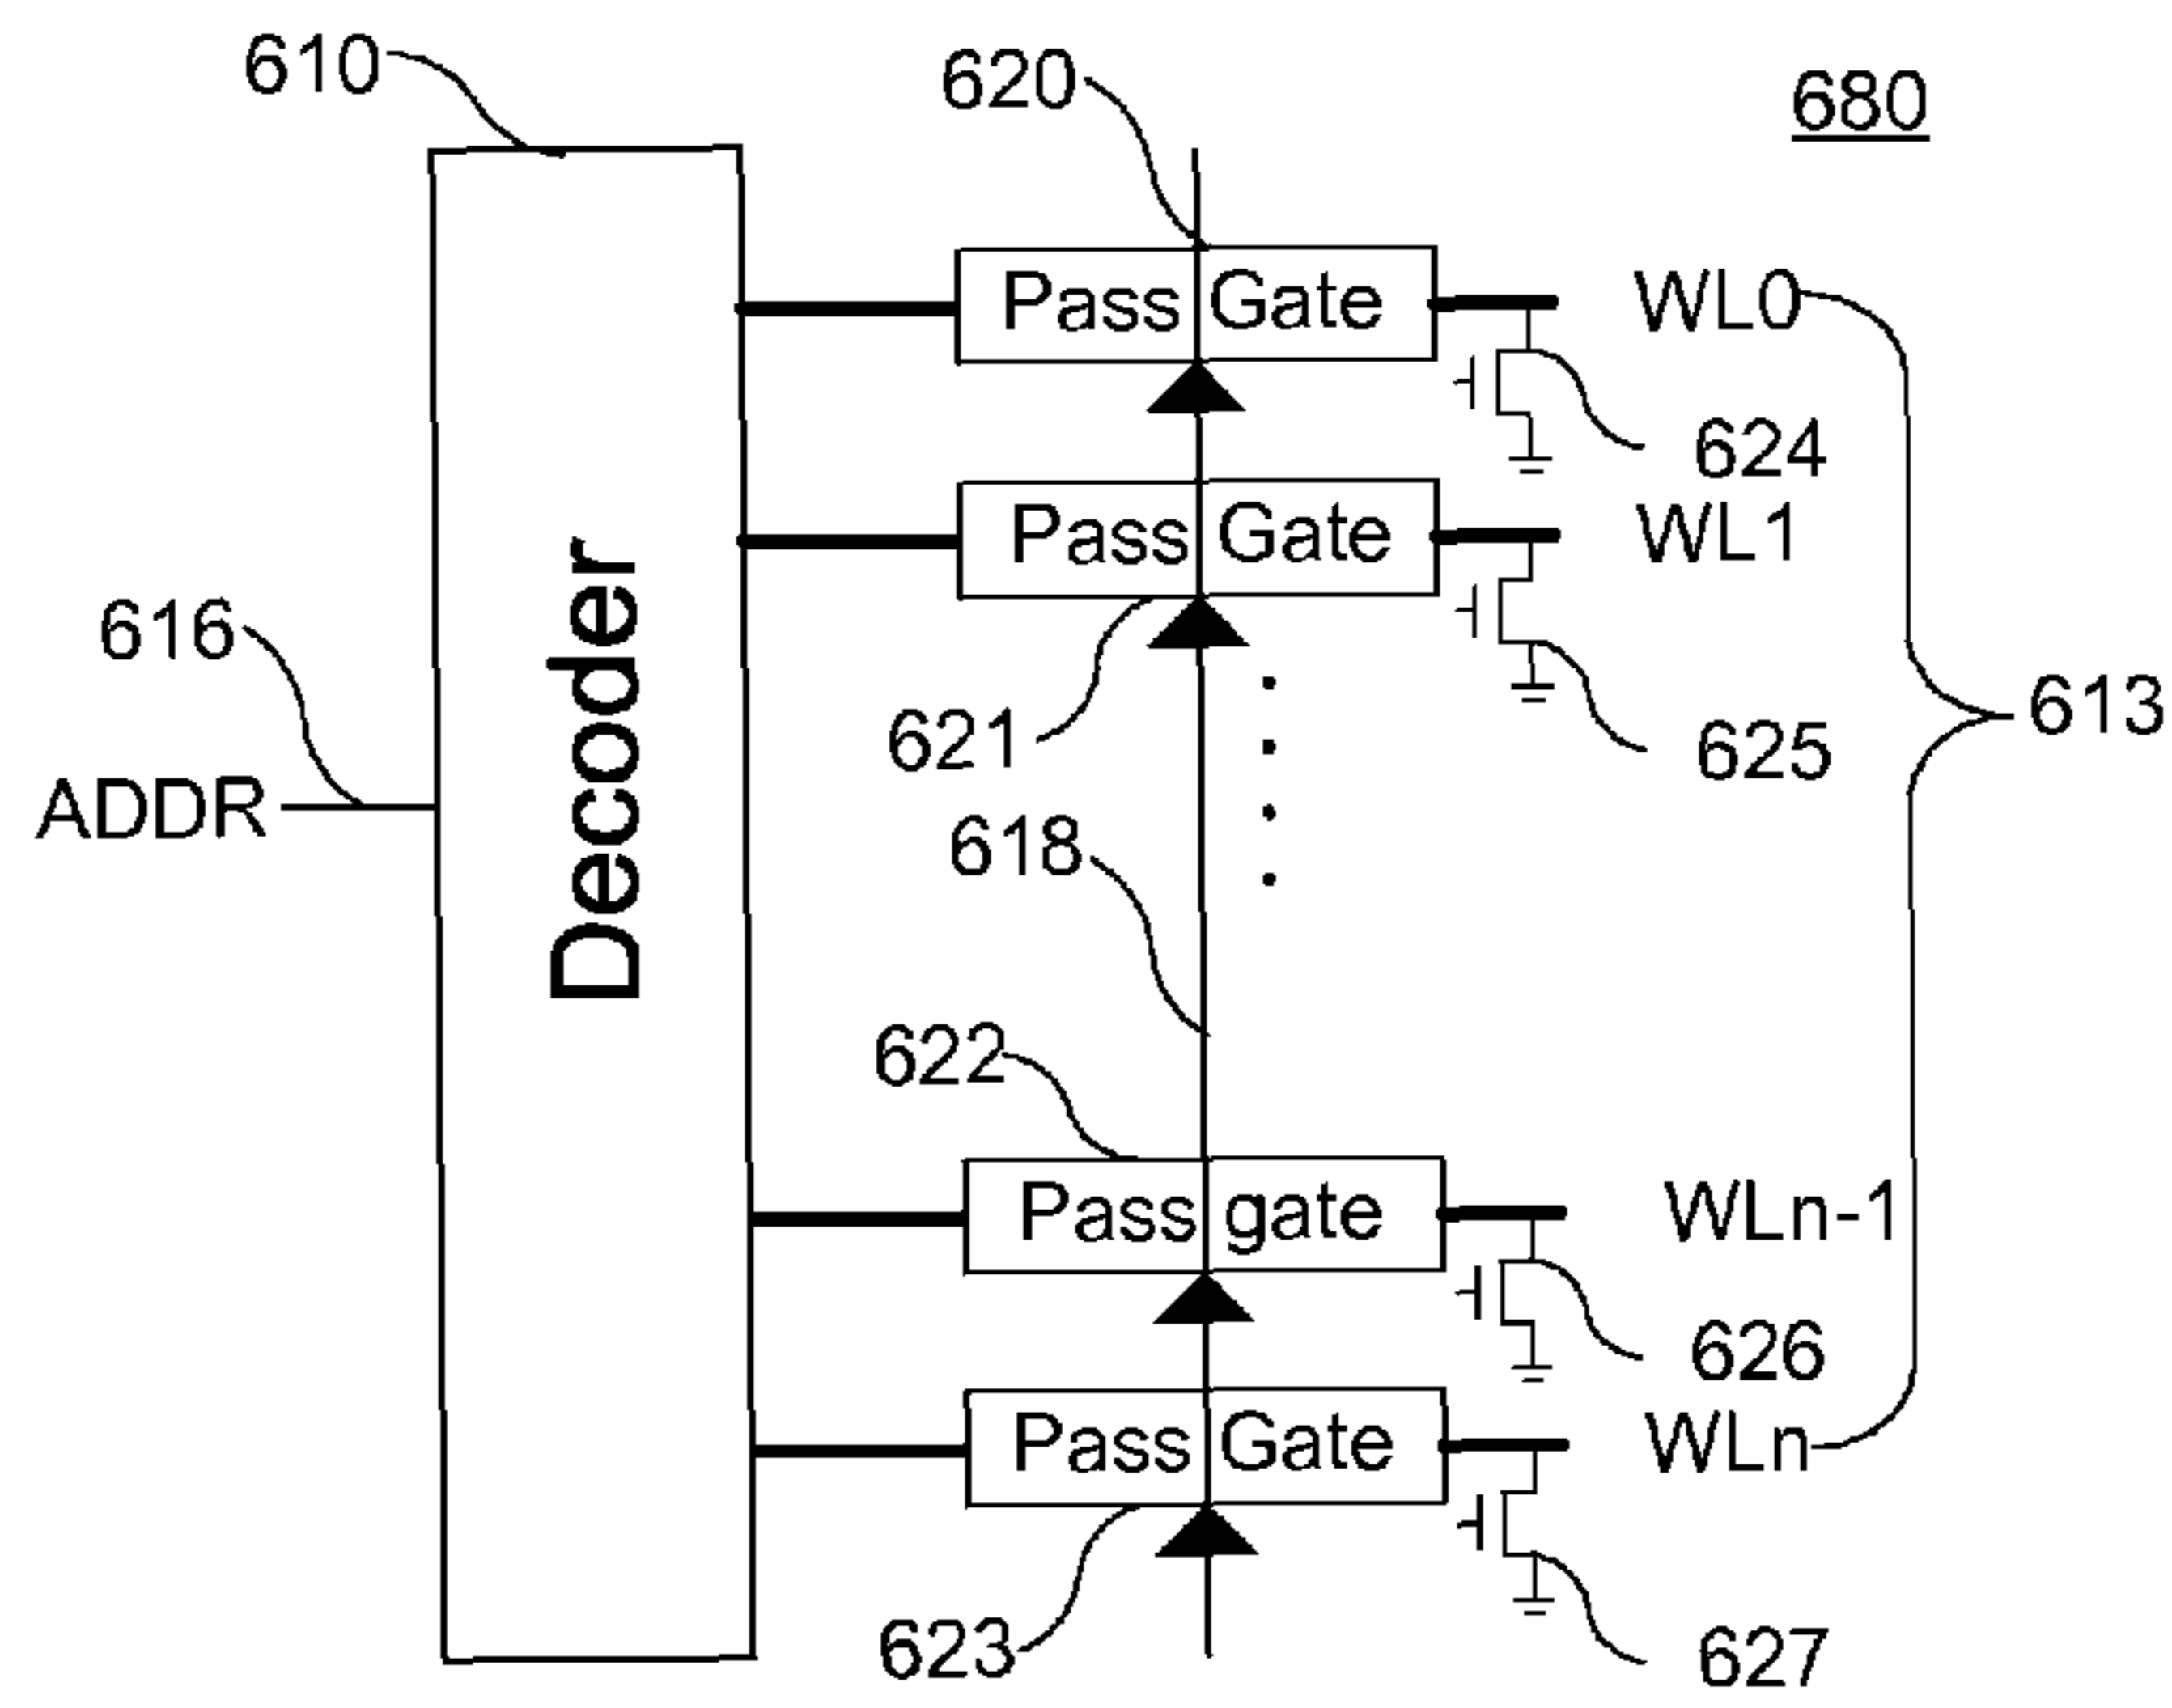 610
620
680
Pass Gate
WL0
624
Pass Gate
WL1
616
Decoder
621
625
613
ADDR
618
622
Pass gate
WLn-1
626
Pass Gate
WLn
623
627